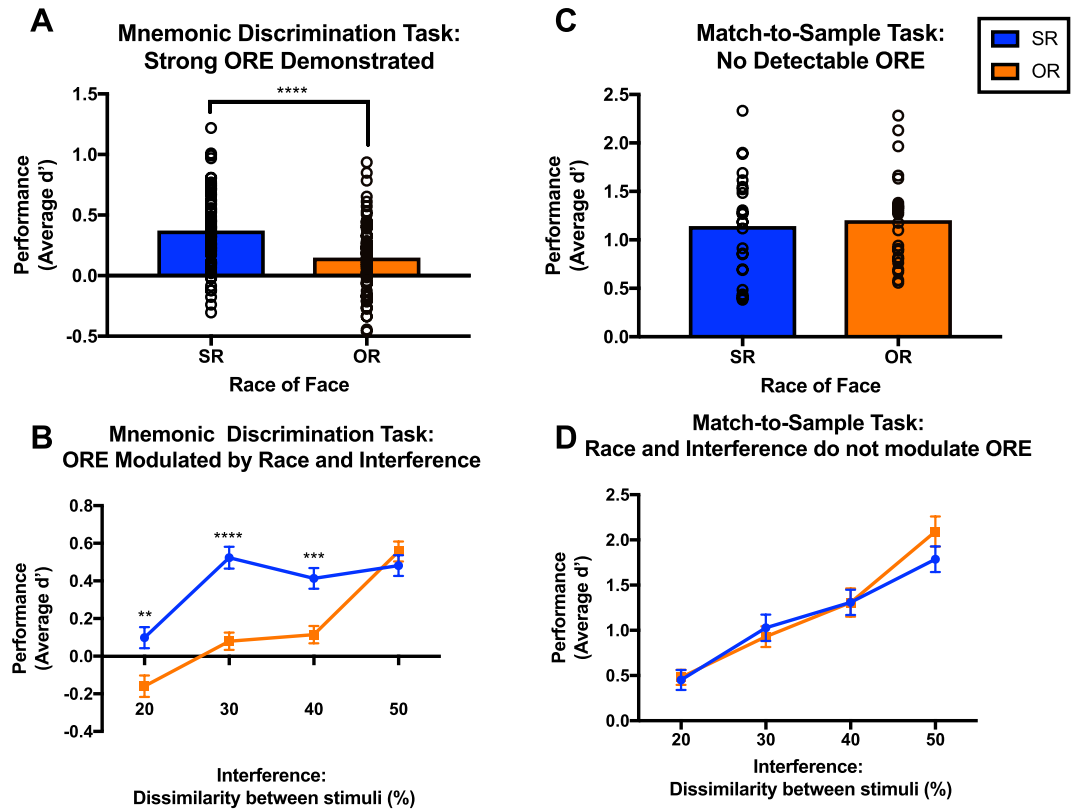 A
Mnemonic Discrimination Task:
Strong ORE Demonstrated
****
1.5
1.0
0.5
0.0
-0.5
Performance
(Average d’)
SR
OR
Race of Face
C
Match-to-Sample Task:
No Detectable ORE
SR
OR
2.5
2.0
1.5
1.0
0.5
0.0
Performance
(Average d’)
SR
OR
Race of Face
B
Mnemonic Discrimination Task:
ORE Modulated by Race and Interference
0.8
0.6
0.4
0.2
0.0
-0.2
-0.4
Performance
(Average d’)
**
****
***
20
30
40
50
Interference:
Dissimilarity between stimuli (%)
D
Match-to-Sample Task:
Race and Interference do not modulate ORE
2.5
2.0
1.5
1.0
0.5
0.0
Performance
(Average d’)
20
30
40
50
Interference:
Dissimilarity between stimuli (%)